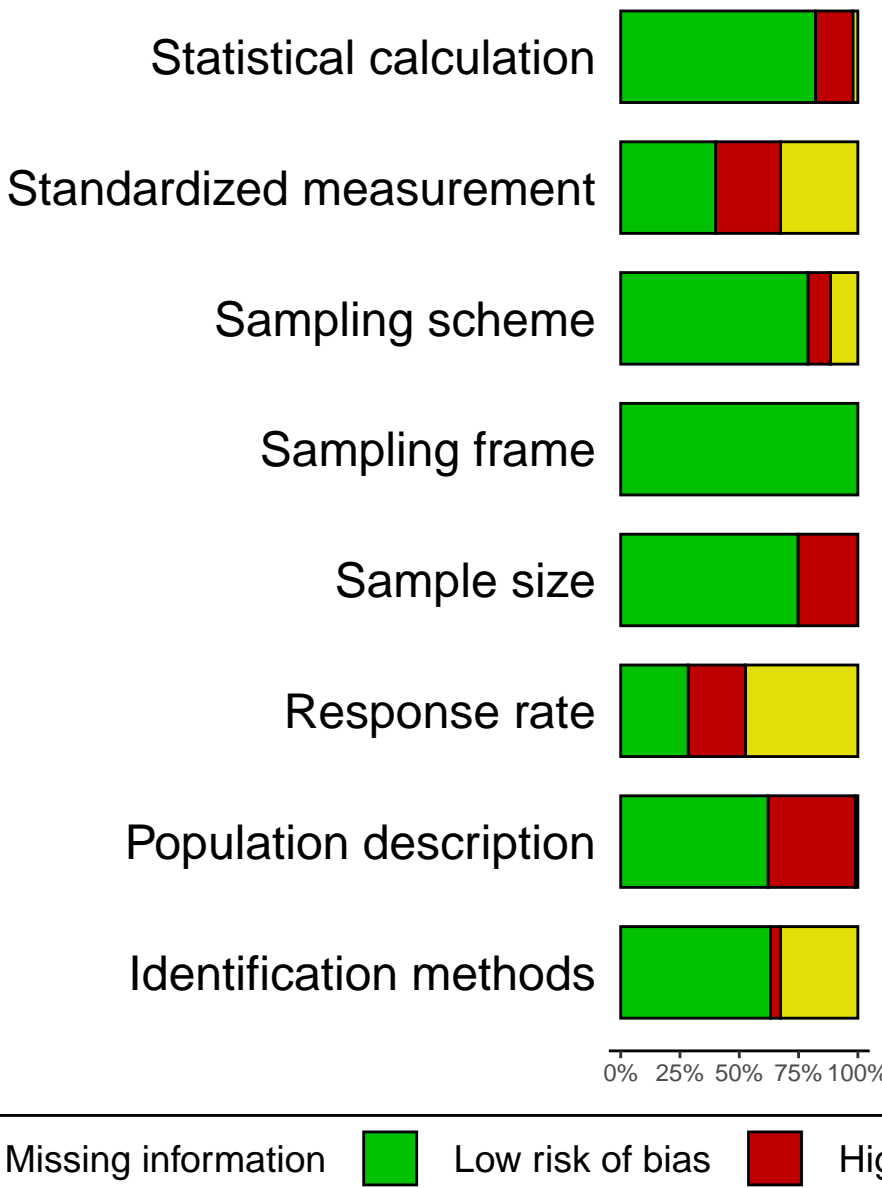 Statistical calculation
Standardized measurement
Sampling scheme
Sampling frame
Sample size
Response rate
Population description
Identification methods
0% 25% 50% 75% 100%
Missing information Low risk of bias